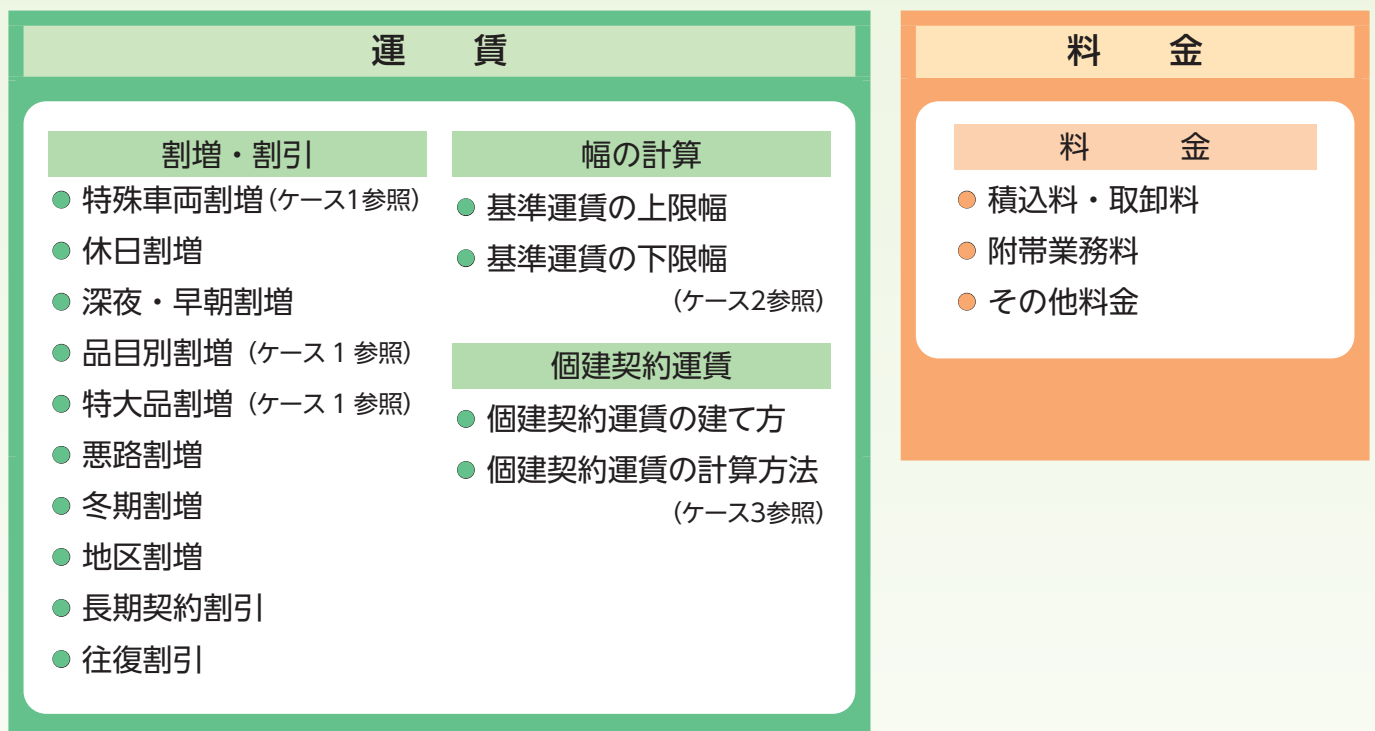 運　賃
割増・割引
特殊車両割増(ケース1参照)
休日割増
深夜・早朝割増
品目別割増（ケース１参照）
特大品割増（ケース１参照）
悪路割増
冬期割増
地区割増
長期契約割引
往復割引
幅の計算
基準運賃の上限幅
基準運賃の下限幅
（ケース2参照）
個建契約運賃
個建契約運賃の建て方
個建契約運賃の計算方法
（ケース3参照）
料　金
料　金
積込料・取卸料
附帯業務料
その他料金